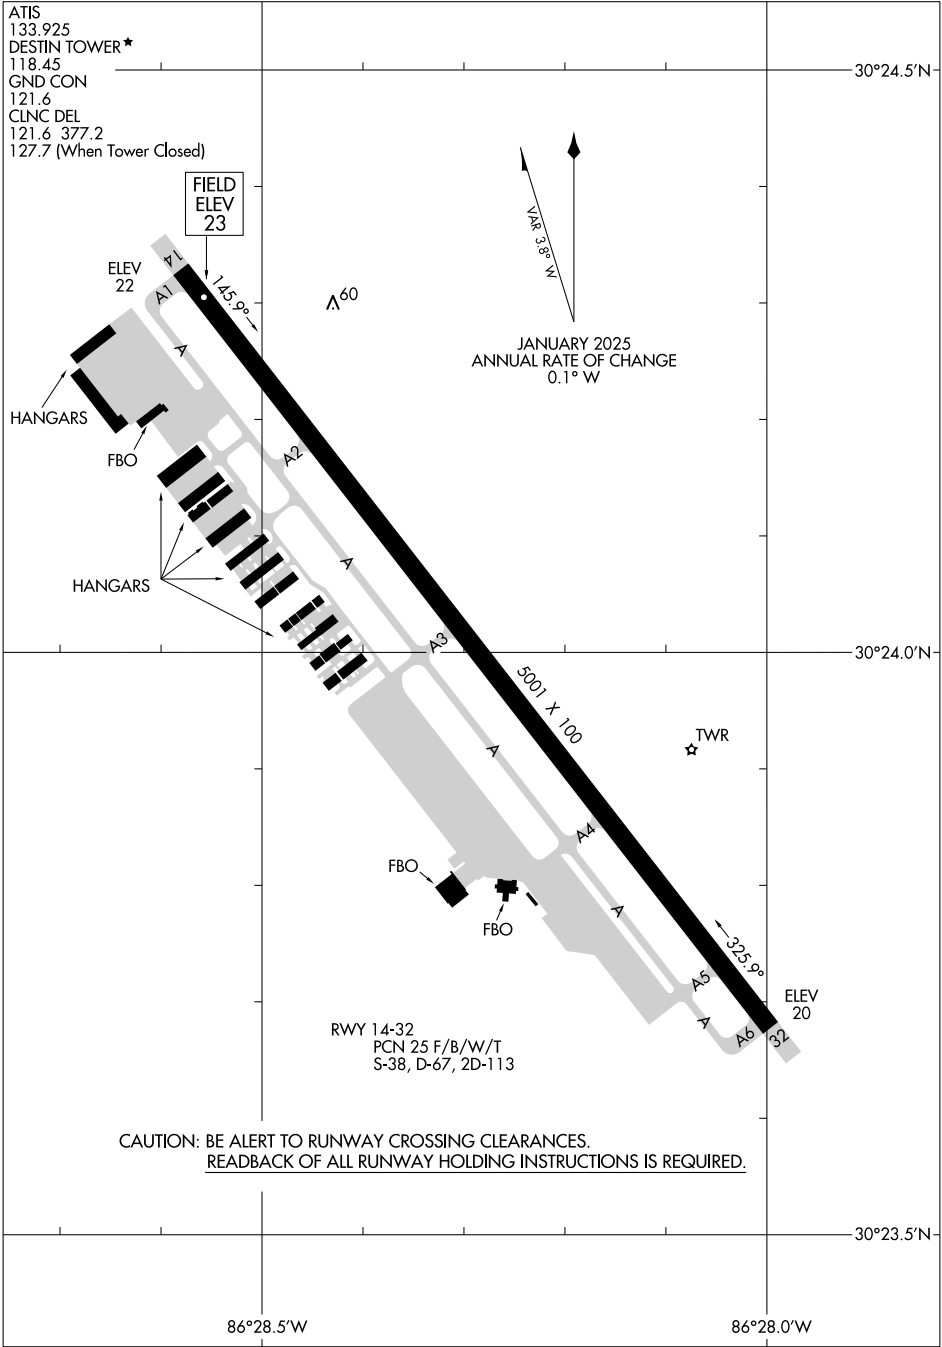 ATIS
133.925
DESTIN TOWER★
118.45
GND CON
121.6
CLNC DEL
121.6 377.2
127.7 (When Tower Closed)
30°24.5'N
FIELD
ELEV
23
VAR 3.8° W
14
ELEV
22
A1
145.9°
60
A
JANUARY 2025
ANNUAL RATE OF CHANGE
0.1° W
HANGARS
FBO
A2
A
HANGARS
A3
30°24.0'N
5001 X 100
TWR
A
A4
FBO
FBO
A
325.9°
A5
ELEV
20
A
A6
32
RWY 14-32
PCN 25 F/B/W/T
S-38, D-67, 2D-113
CAUTION: BE ALERT TO RUNWAY CROSSING CLEARANCES.
READBACK OF ALL RUNWAY HOLDING INSTRUCTIONS IS REQUIRED.
30°23.5'N
86°28.5'W
86°28.0'W